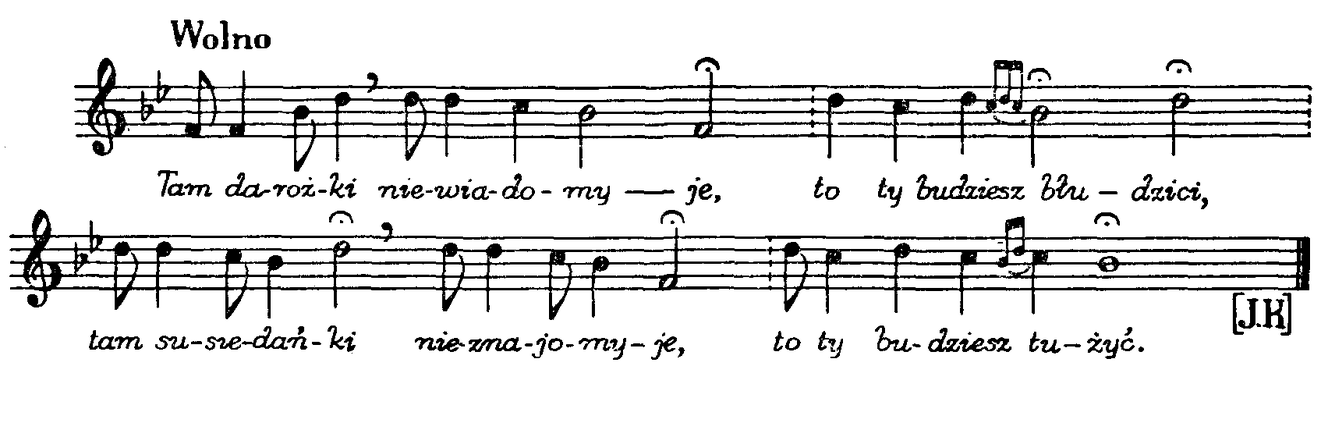 Wolno
Tam da-roż-ki nie-wia-do-my — je, to ty budziesz błu – dzici,
tam su-sie-dań-ki nie-zna-jo-my-je, to ty bu-dziesz tu-żyć.
[J.K]